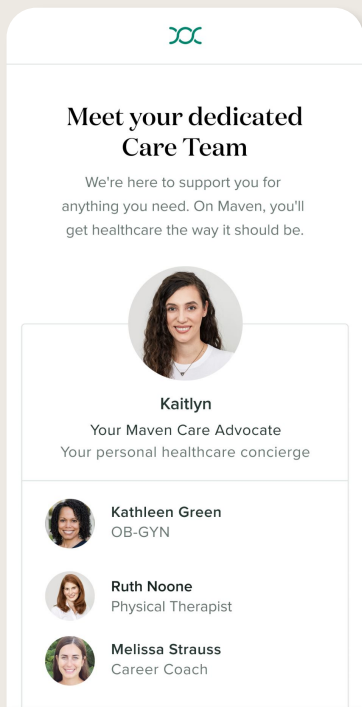 Meet your dedicated
Care Team
We're here to support you for
anything you need. On Maven, you'll
get healthcare the way it should be.
Kaitlyn
Your Maven Care Advocate
Your personal healthcare concierge
Kathleen Green
OB-GYN
Ruth Noone
Physical Therapist
Melissa Strauss
Career Coach